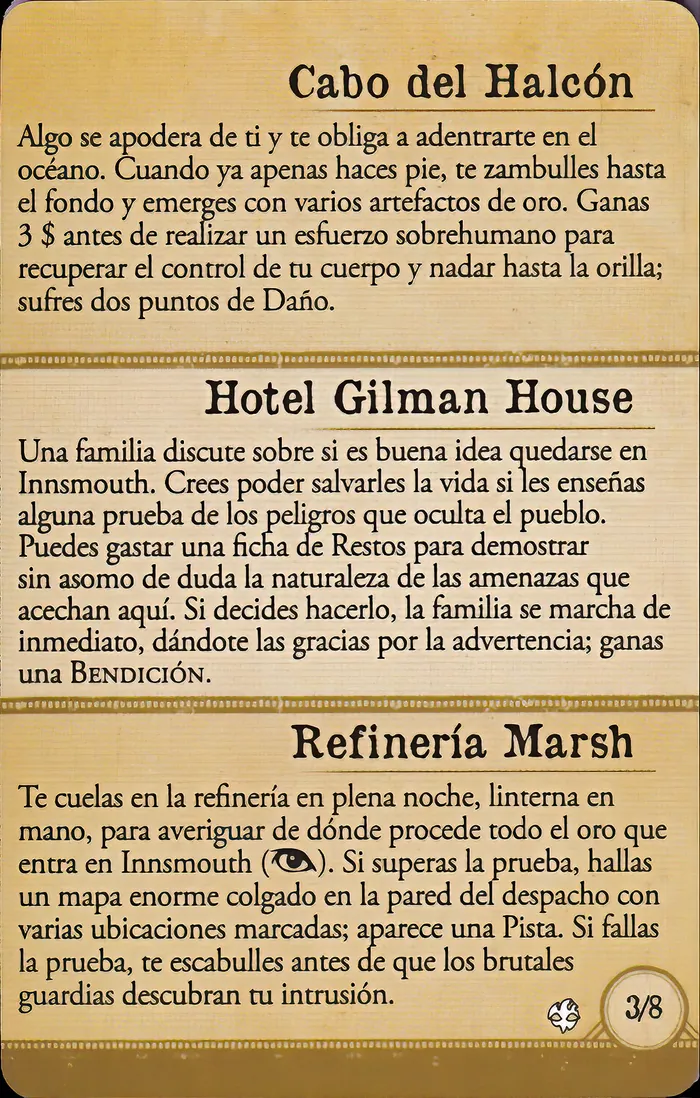 Cabo del Halcón
Algo se apodera de ti y te obliga a adentrarte en el
océano. Cuando ya apenas haces pie, te zambulles hasta
el fondo y emerges con varios artefactos de oro. Ganas
3 $ antes de realizar un esfuerzo sobrehumano para
recuperar el control de tu cuerpo y nadar hasta la orilla;
sufres dos puntos de Daño.
Hotel Gilman House
Una familia discute sobre si es buena idea quedarse en
Innsmouth. Crees poder salvarles la vida si les enseñas
alguna prueba de los peligros que oculta el pueblo.
Puedes gastar una ficha de Restos para demostrar
sin asomo de duda la naturaleza de las amenazas que
acechan aquí. Si decides hacerlo, la familia se marcha de
inmediato, dándote las gracias por la advertencia; ganas
una BENDICIÓN.
Refinería Marsh
Te cuelas en la refinería en plena noche, linterna en
mano, para averiguar de dónde procede todo el oro que
entra en Innsmouth (). Si superas la prueba, hallas
un mapa enorme colgado en la pared del despacho con
varias ubicaciones marcadas; aparece una Pista. Si fallas
la prueba, te escabulles antes de que los brutales
guardias descubran tu intrusión.
3/8